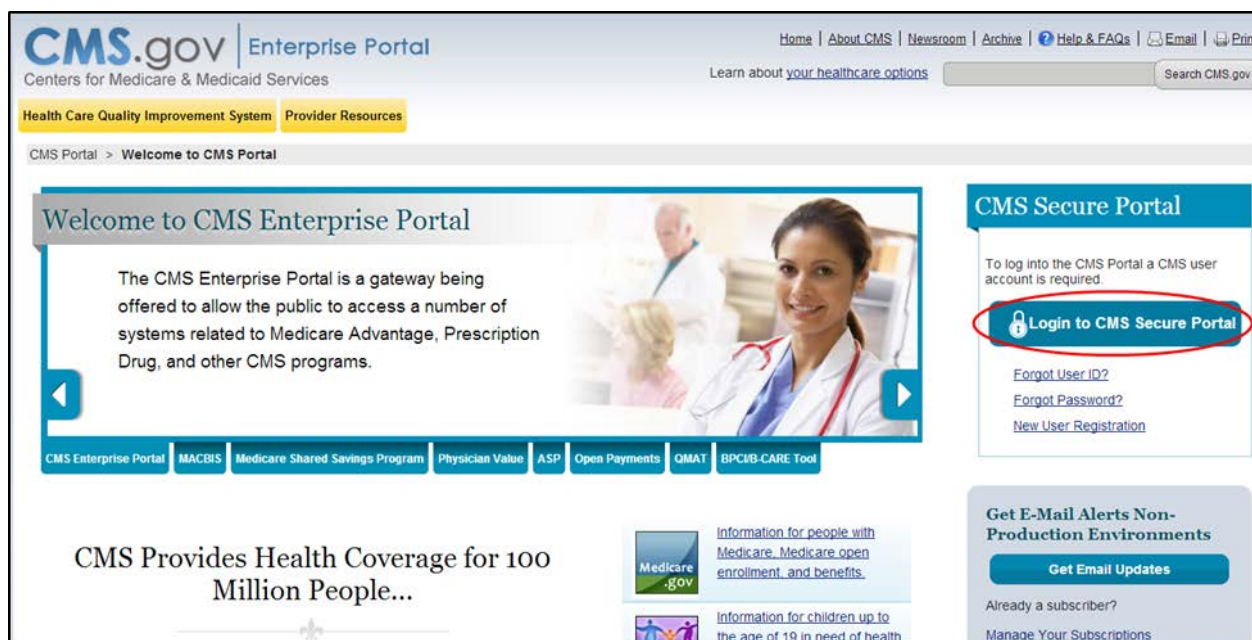 CMS.gov | Enterprise Portal
Centers for Medicare & Medicaid Services
Home | About CMS | Newsroom | Archive | Help & FAQs | Email | Prin
Learn about your healthcare options
Search CMS.gov
Health Care Quality Improvement System
Provider Resources
CMS Portal > Welcome to CMS Portal
Welcome to CMS Enterprise Portal
The CMS Enterprise Portal is a gateway being
offered to allow the public to access a number of
systems related to Medicare Advantage, Prescription
Drug, and other CMS programs.
CMS Enterprise Portal
MACBIS
Medicare Shared Savings Program
Physician Value
ASP
Open Payments
QMAT
BPCI/B-CARE Tool
CMS Secure Portal
To log into the CMS Portal a CMS user
account is required.
Login to CMS Secure Portal
Forgot User ID?
Forgot Password?
New User Registration
CMS Provides Health Coverage for 100
Million People...
Medicare
.gov
Information for people with
Medicare, Medicare open
enrollment, and benefits.
Information for children up to
the age of 19 in need of health
Get E-Mail Alerts Non-
Production Environments
Get Email Updates
Already a subscriber?
Manage Your Subscriptions